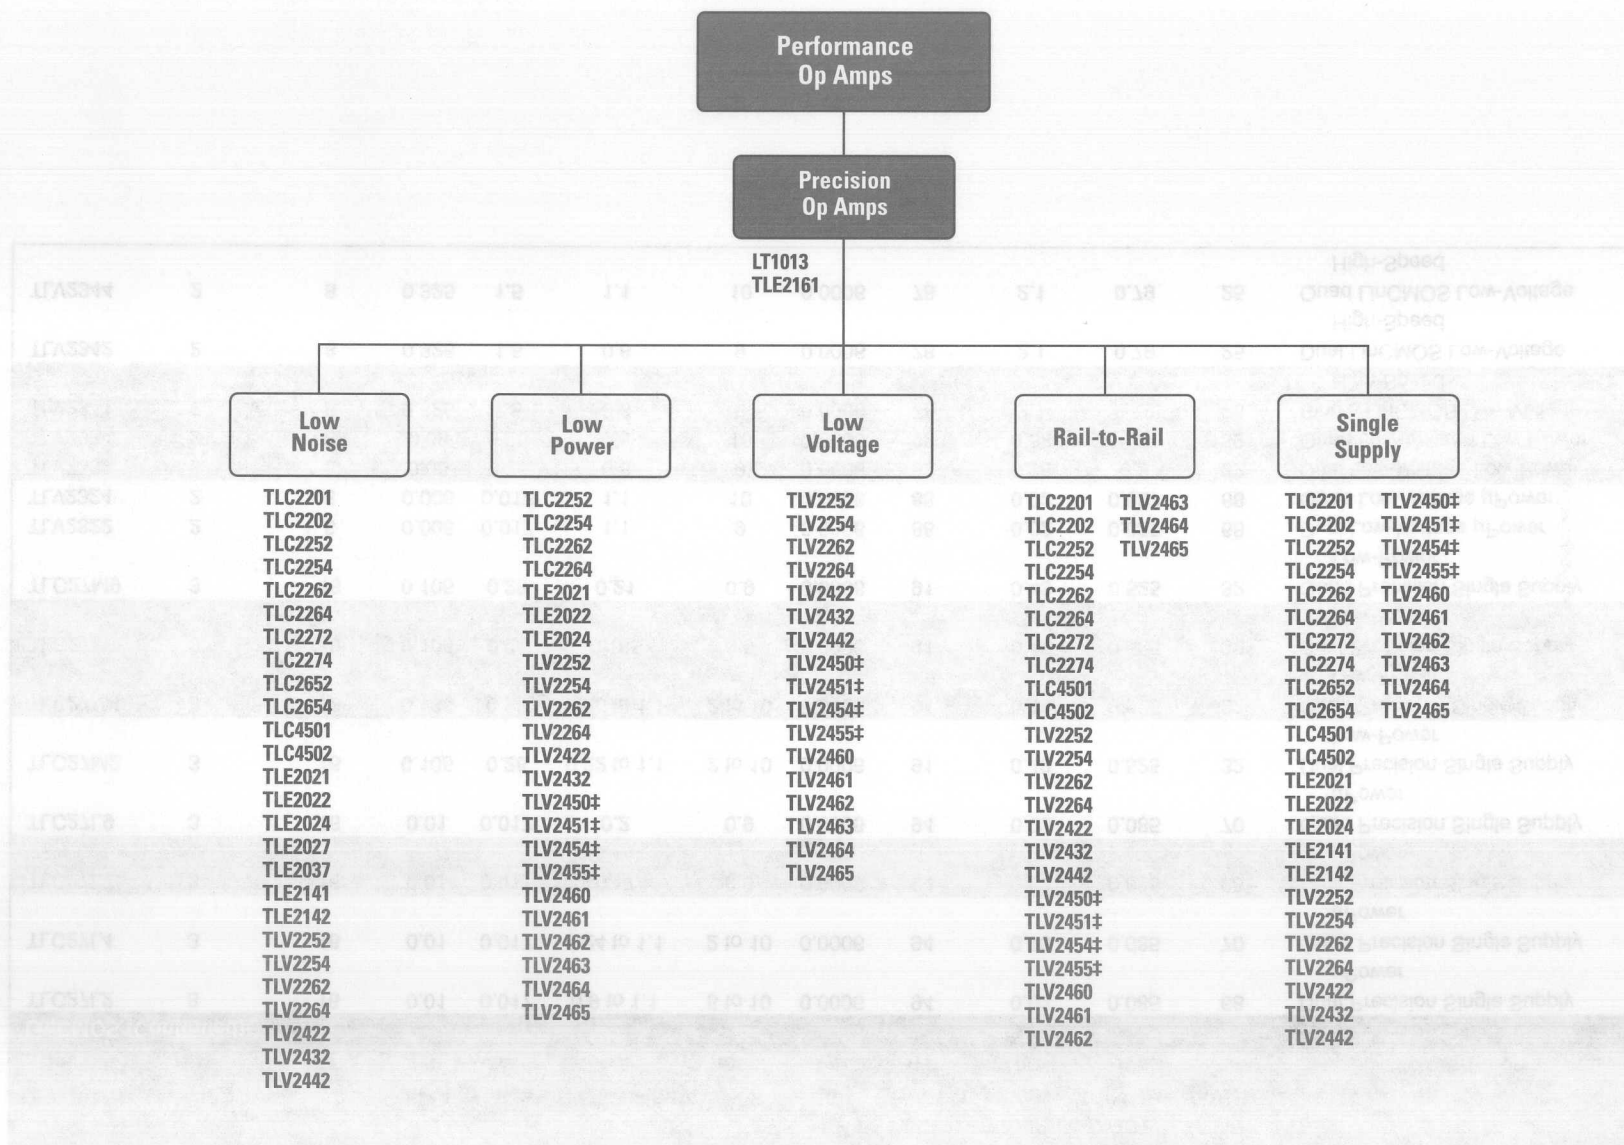 Performance
Op Amps
Precision
Op Amps
LT1013
TLE2161
Low
Noise
TLC2201
TLC2202
TLC2252
TLC2254
TLC2262
TLC2264
TLC2272
TLC2274
TLC2652
TLC2654
TLC4501
TLC4502
TLE2021
TLE2022
TLE2024
TLE2027
TLE2037
TLE2141
TLE2142
TLV2252
TLV2254
TLV2262
TLV2264
TLV2422
TLV2432
TLV2442
Low
Power
TLC2252
TLC2254
TLC2262
TLC2264
TLE2021
TLE2022
TLE2024
TLV2252
TLV2254
TLV2262
TLV2264
TLV2422
TLV2432
TLV2450‡
TLV2451‡
TLV2454‡
TLV2455‡
TLV2460
TLV2461
TLV2462
TLV2463
TLV2464
TLV2465
Low
Voltage
TLV2252
TLV2254
TLV2262
TLV2264
TLV2422
TLV2432
TLV2442
TLV2450‡
TLV2451‡
TLV2454‡
TLV2455‡
TLV2460
TLV2461
TLV2462
TLV2463
TLV2464
TLV2465
Rail-to-Rail
TLC2201
TLC2202
TLC2252
TLC2254
TLC2262
TLC2264
TLC2272
TLC2274
TLC4501
TLC4502
TLV2252
TLV2254
TLV2262
TLV2264
TLV2422
TLV2432
TLV2442
TLV2450‡
TLV2451‡
TLV2454‡
TLV2455‡
TLV2460
TLV2461
TLV2462
TLV2463
TLV2464
TLV2465
Single
Supply
TLC2201
TLC2202
TLC2252
TLC2254
TLC2262
TLC2264
TLC2272
TLC2274
TLC2652
TLC2654
TLC4501
TLC4502
TLE2021
TLE2022
TLE2024
TLE2141
TLE2142
TLV2252
TLV2254
TLV2262
TLV2264
TLV2422
TLV2432
TLV2442
TLV2450‡
TLV2451‡
TLV2454‡
TLV2455‡
TLV2460
TLV2461
TLV2462
TLV2463
TLV2464
TLV2465